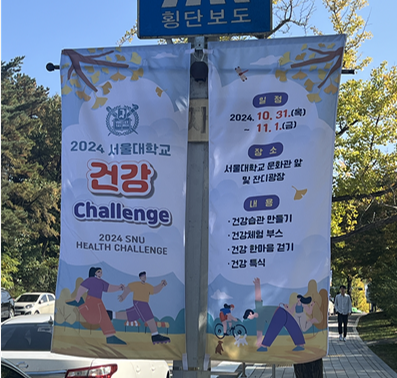 횡단보도
2024 서울대학교
건강
Challenge
2024 SNU
HEALTH CHALLENGE
일정
2024. 10. 31.(목)
~ 11. 1.(금)
장소
서울대학교 문화관 앞
및 잔디광장
내용
· 건강습관 만들기
· 건강체험 부스
· 건강 한마음 걷기
· 건강 특식